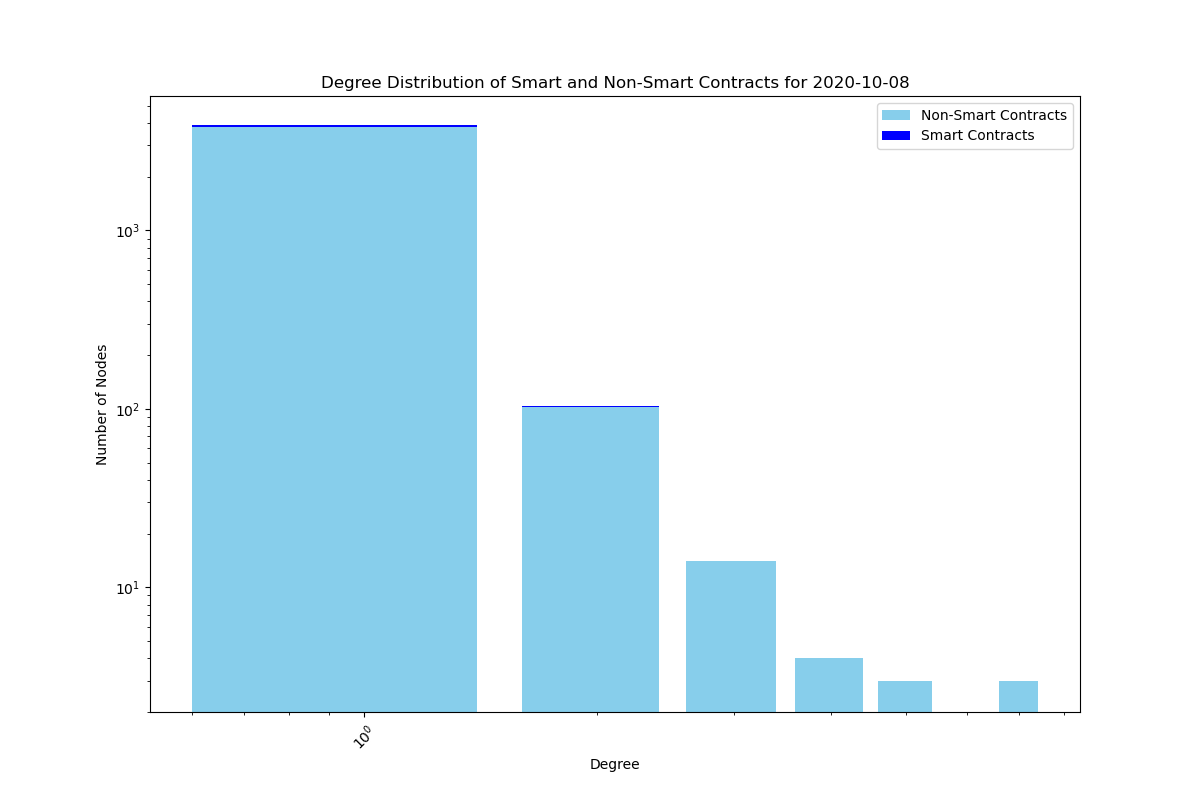 Degree Distribution of Smart and Non-Smart Contracts for 2020-10-08
Non-Smart Contracts
Smart Contracts
Number of Nodes
10³
10²
10¹
10⁰
Degree